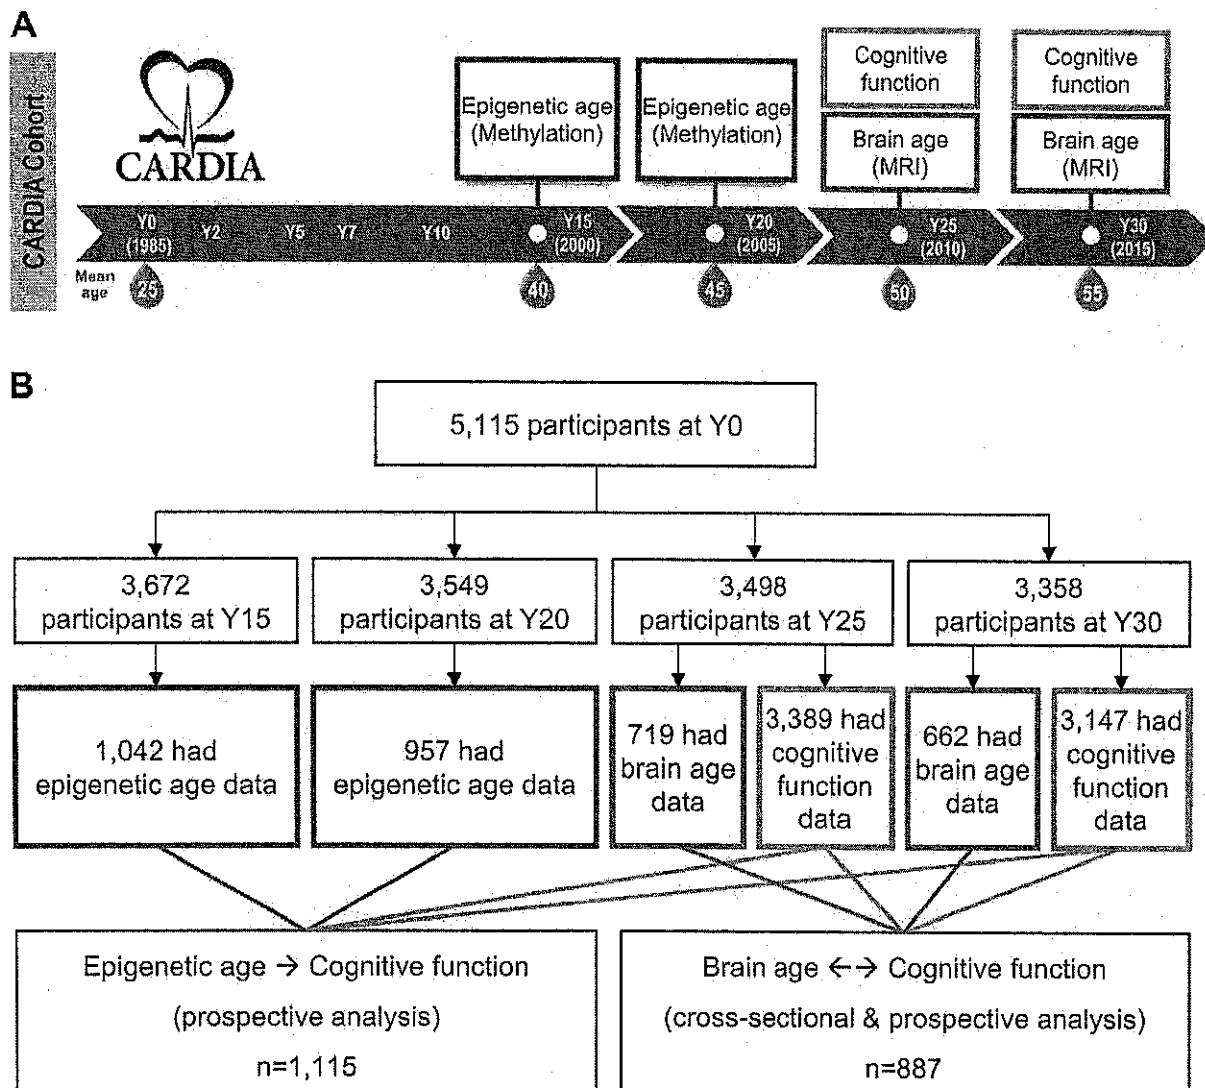 A
CARDIA Cohort
CARDIA
Epigenetic age
(Methylation)
Epigenetic age
(Methylation)
Cognitive
function
Brain age
(MRI)
Cognitive
function
Brain age
(MRI)
Y0
(1985)
Y2
Y5
Y7
Y10
Y15
(2000)
Y20
(2005)
Y25
(2010)
Y30
(2015)
Mean
age
25
40
45
50
55
B
5,115 participants at Y0
3,672
participants at Y15
3,549
participants at Y20
3,498
participants at Y25
3,358
participants at Y30
1,042 had
epigenetic age data
957 had
epigenetic age data
719 had
brain age
data
3,389 had
cognitive
function
data
662 had
brain age
data
3,147 had
cognitive
function
data
Epigenetic age → Cognitive function
(prospective analysis)
n=1,115
Brain age ←→ Cognitive function
(cross-sectional & prospective analysis)
n=887